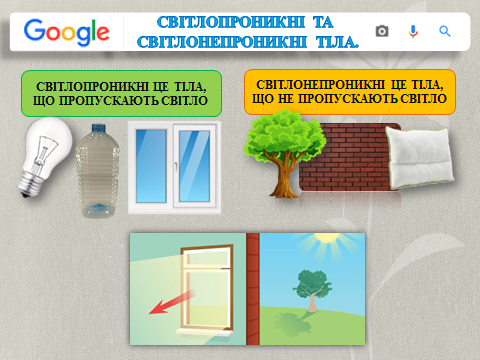 Google
СВІТЛОПРОНИКНІ ТА
СВІТЛОНЕПРОНИКНІ ТІЛА.
СВІТЛОПРОНИКНІ ЦЕ ТІЛА,
ЩО ПРОПУСКАЮТЬ СВІТЛО
СВІТЛОНЕПРОНИКНІ ЦЕ ТІЛА,
ЩО НЕ ПРОПУСКАЮТЬ СВІТЛО